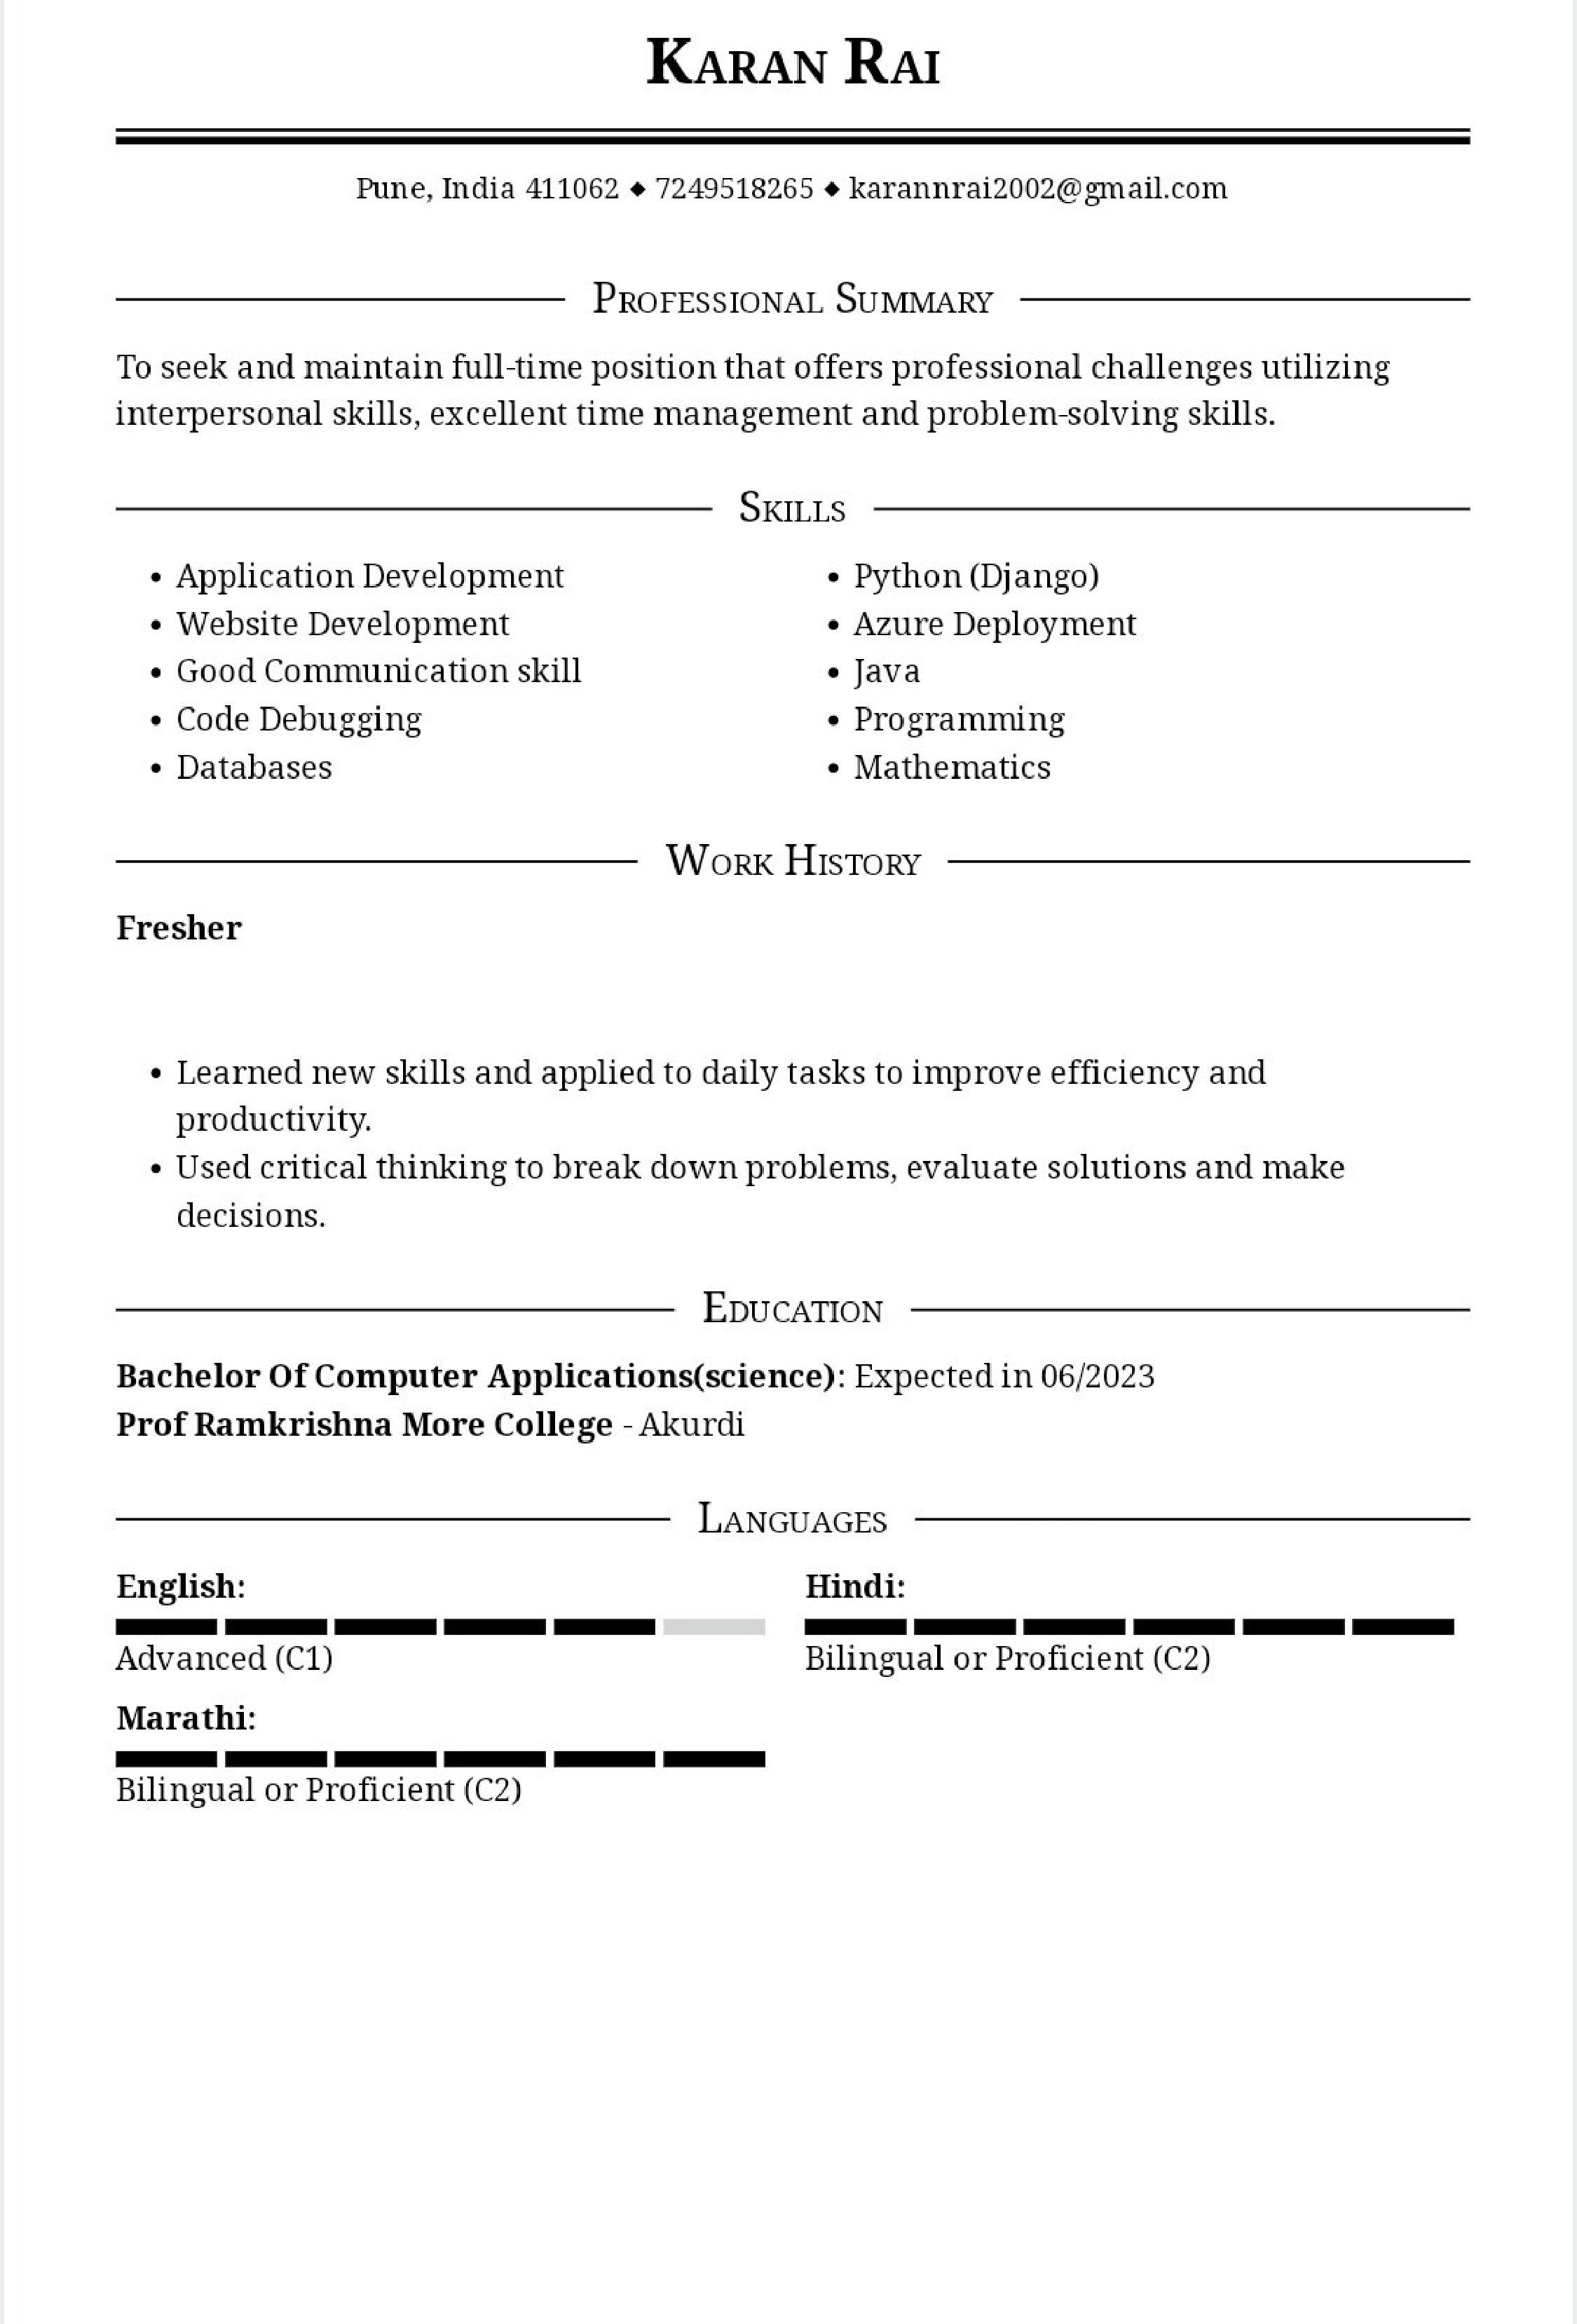 Karan Rai
Pune, India 411062 ◆ 7249518265 ◆ karannrai2002@gmail.com
Professional Summary
To seek and maintain full-time position that offers professional challenges utilizing
interpersonal skills, excellent time management and problem-solving skills.
Skills
• Application Development
• Website Development
• Good Communication skill
• Code Debugging
• Databases
• Python (Django)
• Azure Deployment
• Java
• Programming
• Mathematics
Work History
Fresher
• Learned new skills and applied to daily tasks to improve efficiency and
productivity.
• Used critical thinking to break down problems, evaluate solutions and make
decisions.
Education
Bachelor Of Computer Applications(science): Expected in 06/2023
Prof Ramkrishna More College - Akurdi
Languages
English:
Advanced (C1)
Hindi:
Bilingual or Proficient (C2)
Marathi:
Bilingual or Proficient (C2)